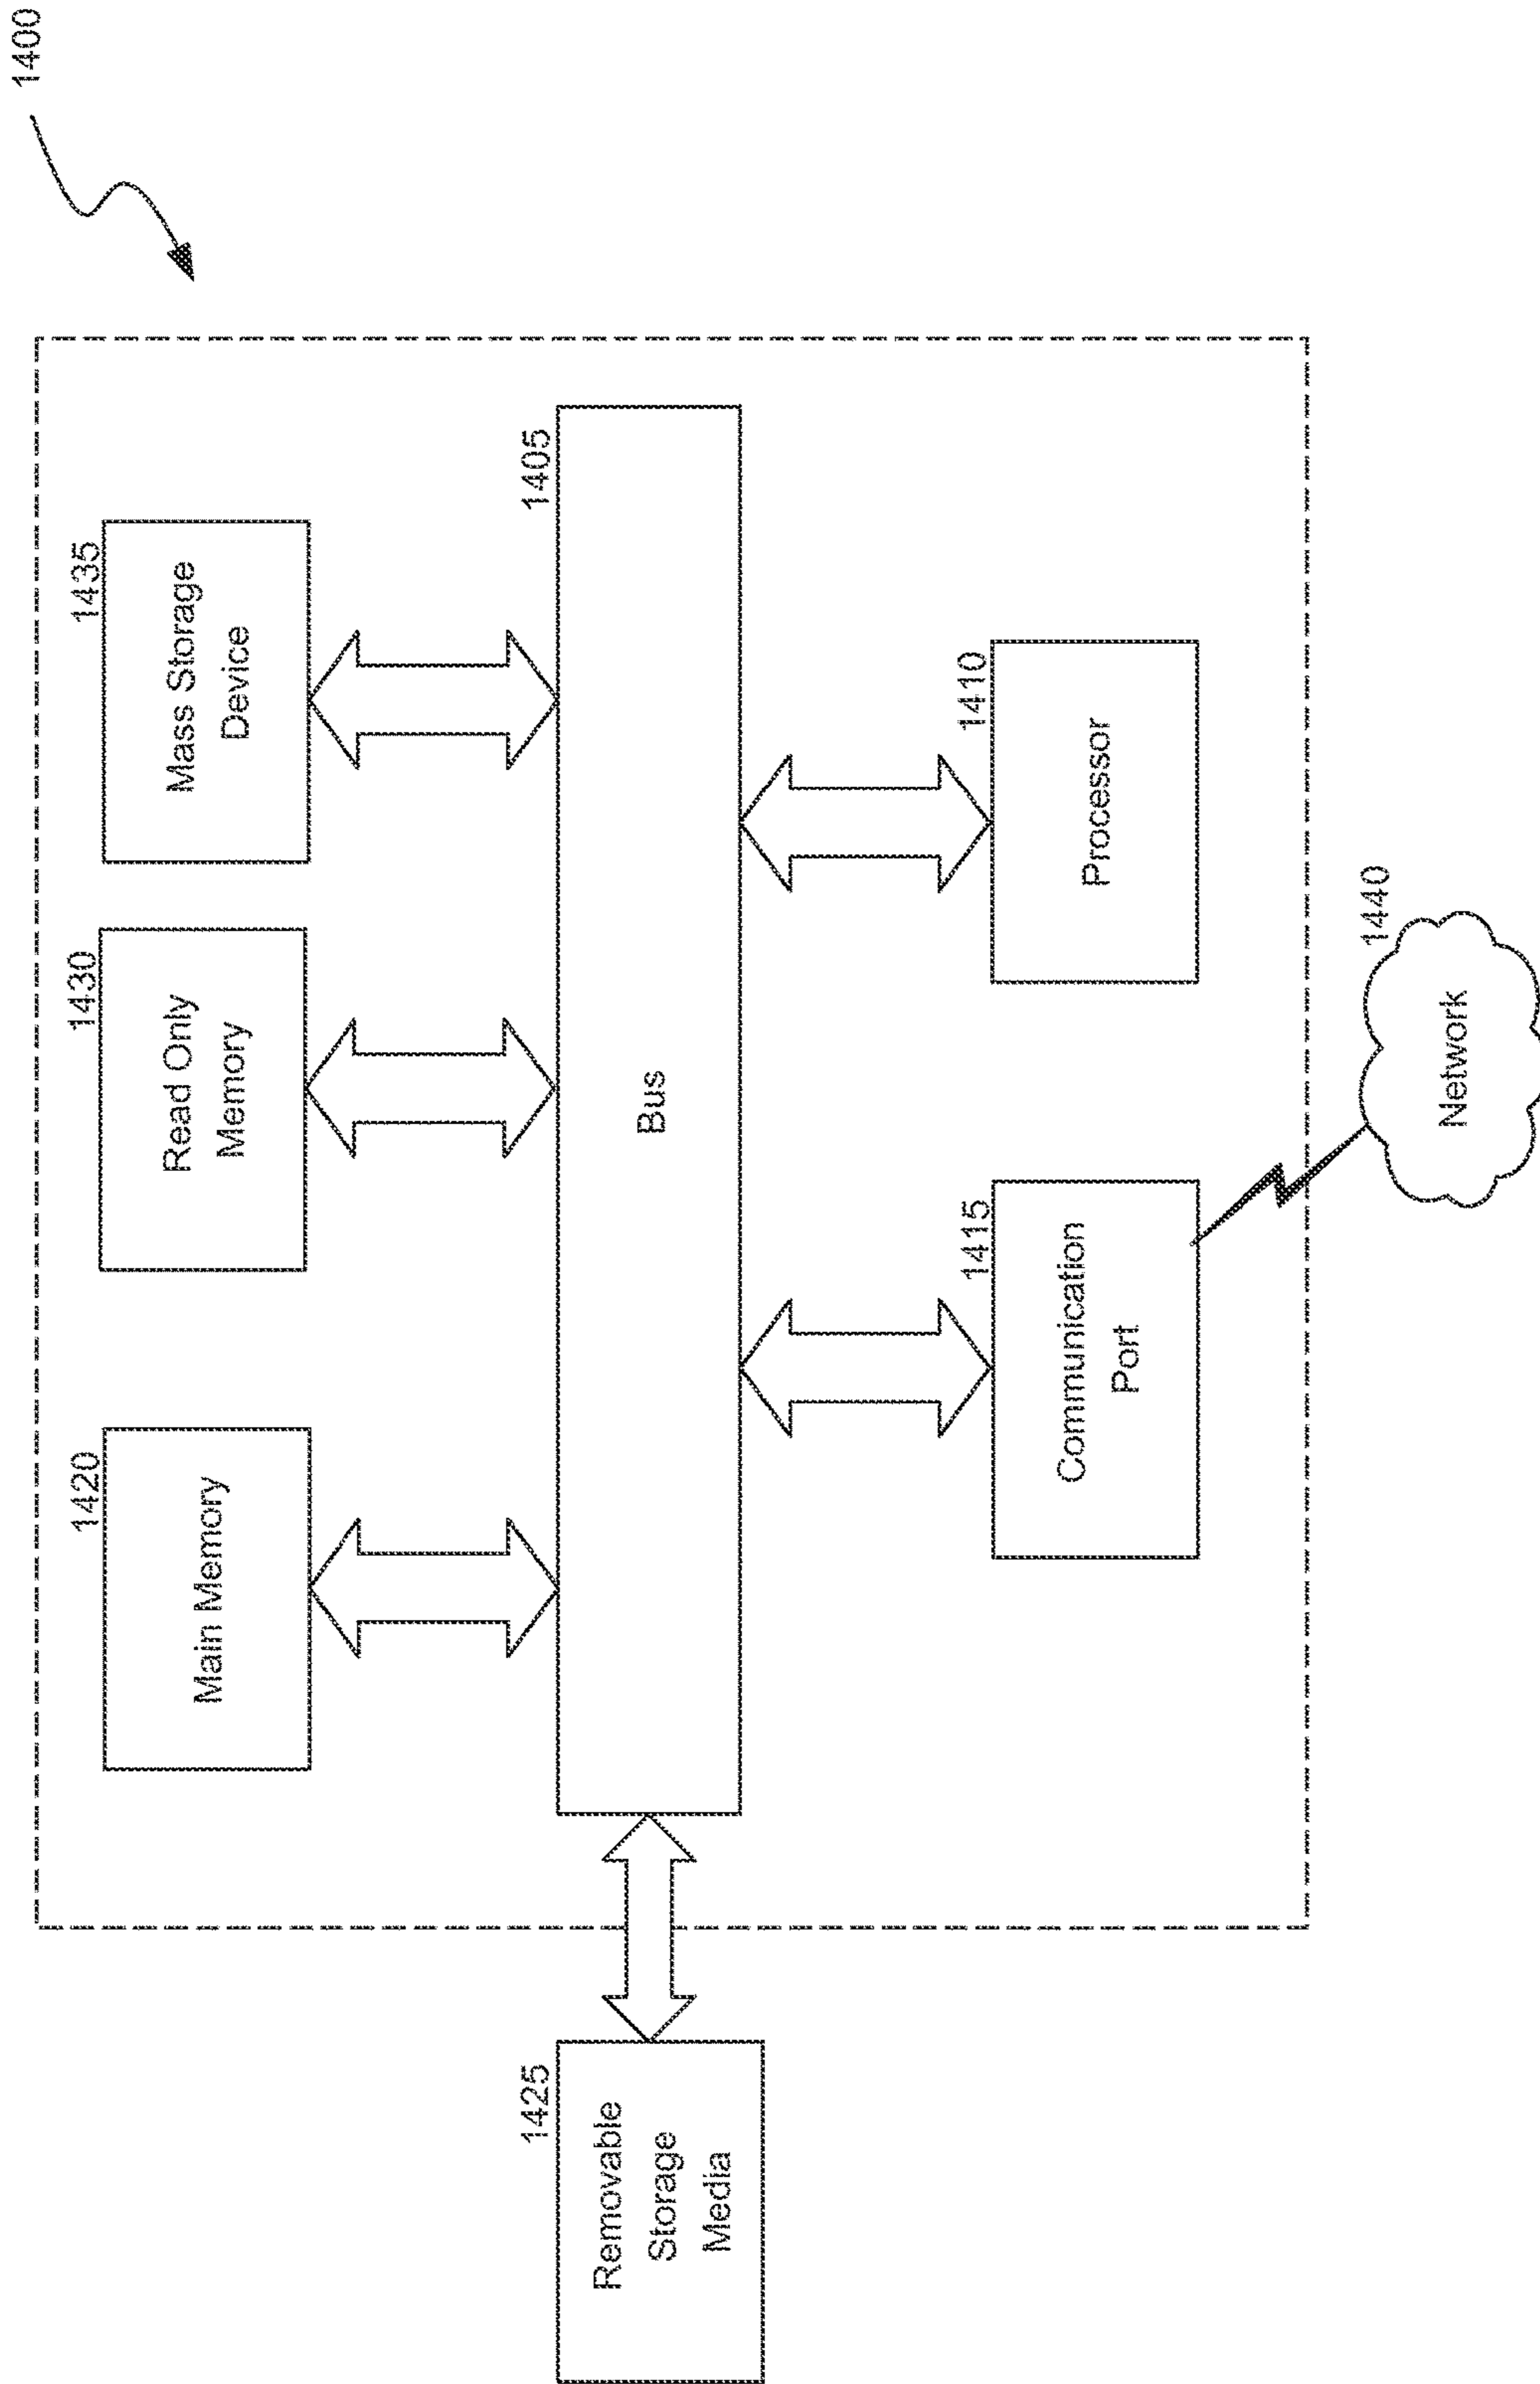 1400
1420
Main Memory
1430
Read Only
Memory
1435
Mass Storage
Device
1425
Removable
Storage
Media
1405
Bus
1415
Communication
Port
1410
Processor
1440
Network